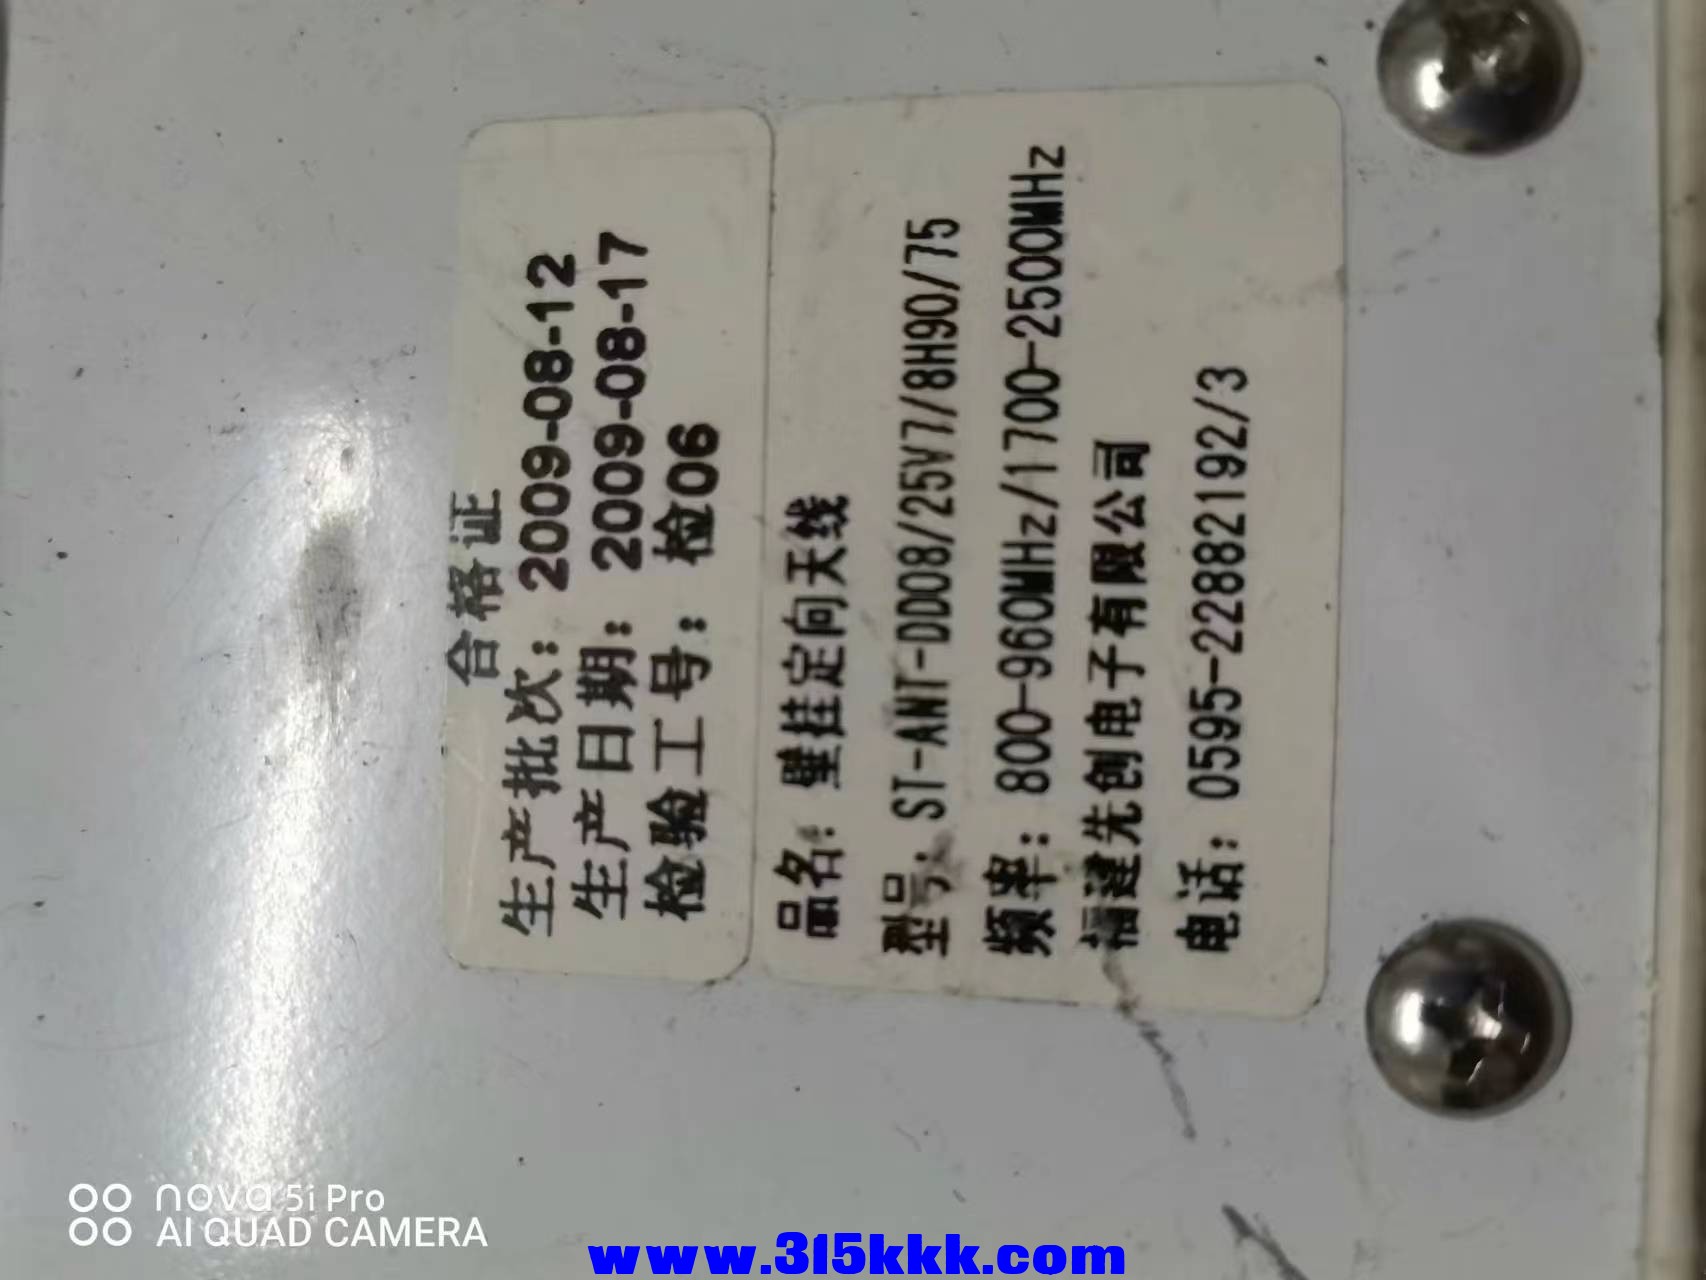 合格证
生产批次：2009-08-12
生产日期：2009-08-17
检验工号：检06
品名：壁挂定向天线
型号：ST-ANT-DD08/25V7/8H90/75
频率：800-960MHz/1700-2500MHz
福建先创电子有限公司
电话：0595-22882192/3
nova 5i Pro
AI QUAD CAMERA
www.315kkk.com